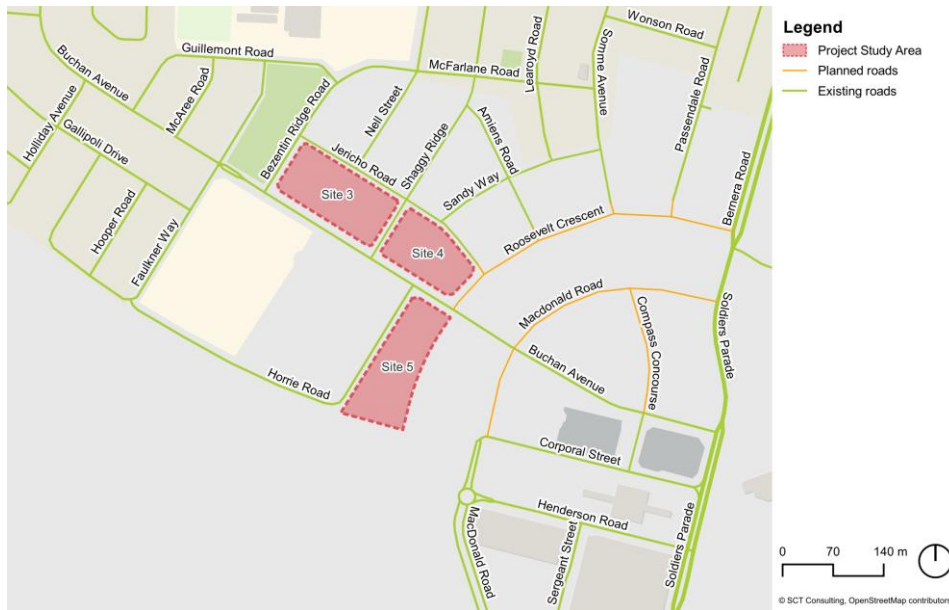 Wonson Road
Guillemont Road
Buchan Avenue
McFarlane Road
Learoyd Road
Somme Avenue
Passendale Road
McAree Road
Holliday Avenue
Gallipoli Drive
Bezentin Ridge Road
Nell Street
Jericho Road
Shaggy Ridge
Amiens Road
Sandy Way
Bernera Road
Hooper Road
Faulkner Way
Site 3
Site 4
Roosevelt Crescent
Macdonald Road
Compass Concourse
Soldiers Parade
Buchan Avenue
Site 5
Horrie Road
Corporal Street
Henderson Road
MacDonald Road
Sergeant Street
Soldiers Parade
Legend
Project Study Area
Planned roads
Existing roads
0 70 140 m
© SCT Consulting, OpenStreetMap contributors